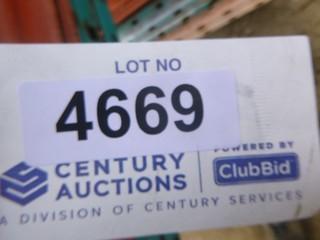 LOT NO
4669
CENTURY
AUCTIONS
POWERED BY
ClubBid
A DIVISION OF CENTURY SERVICES